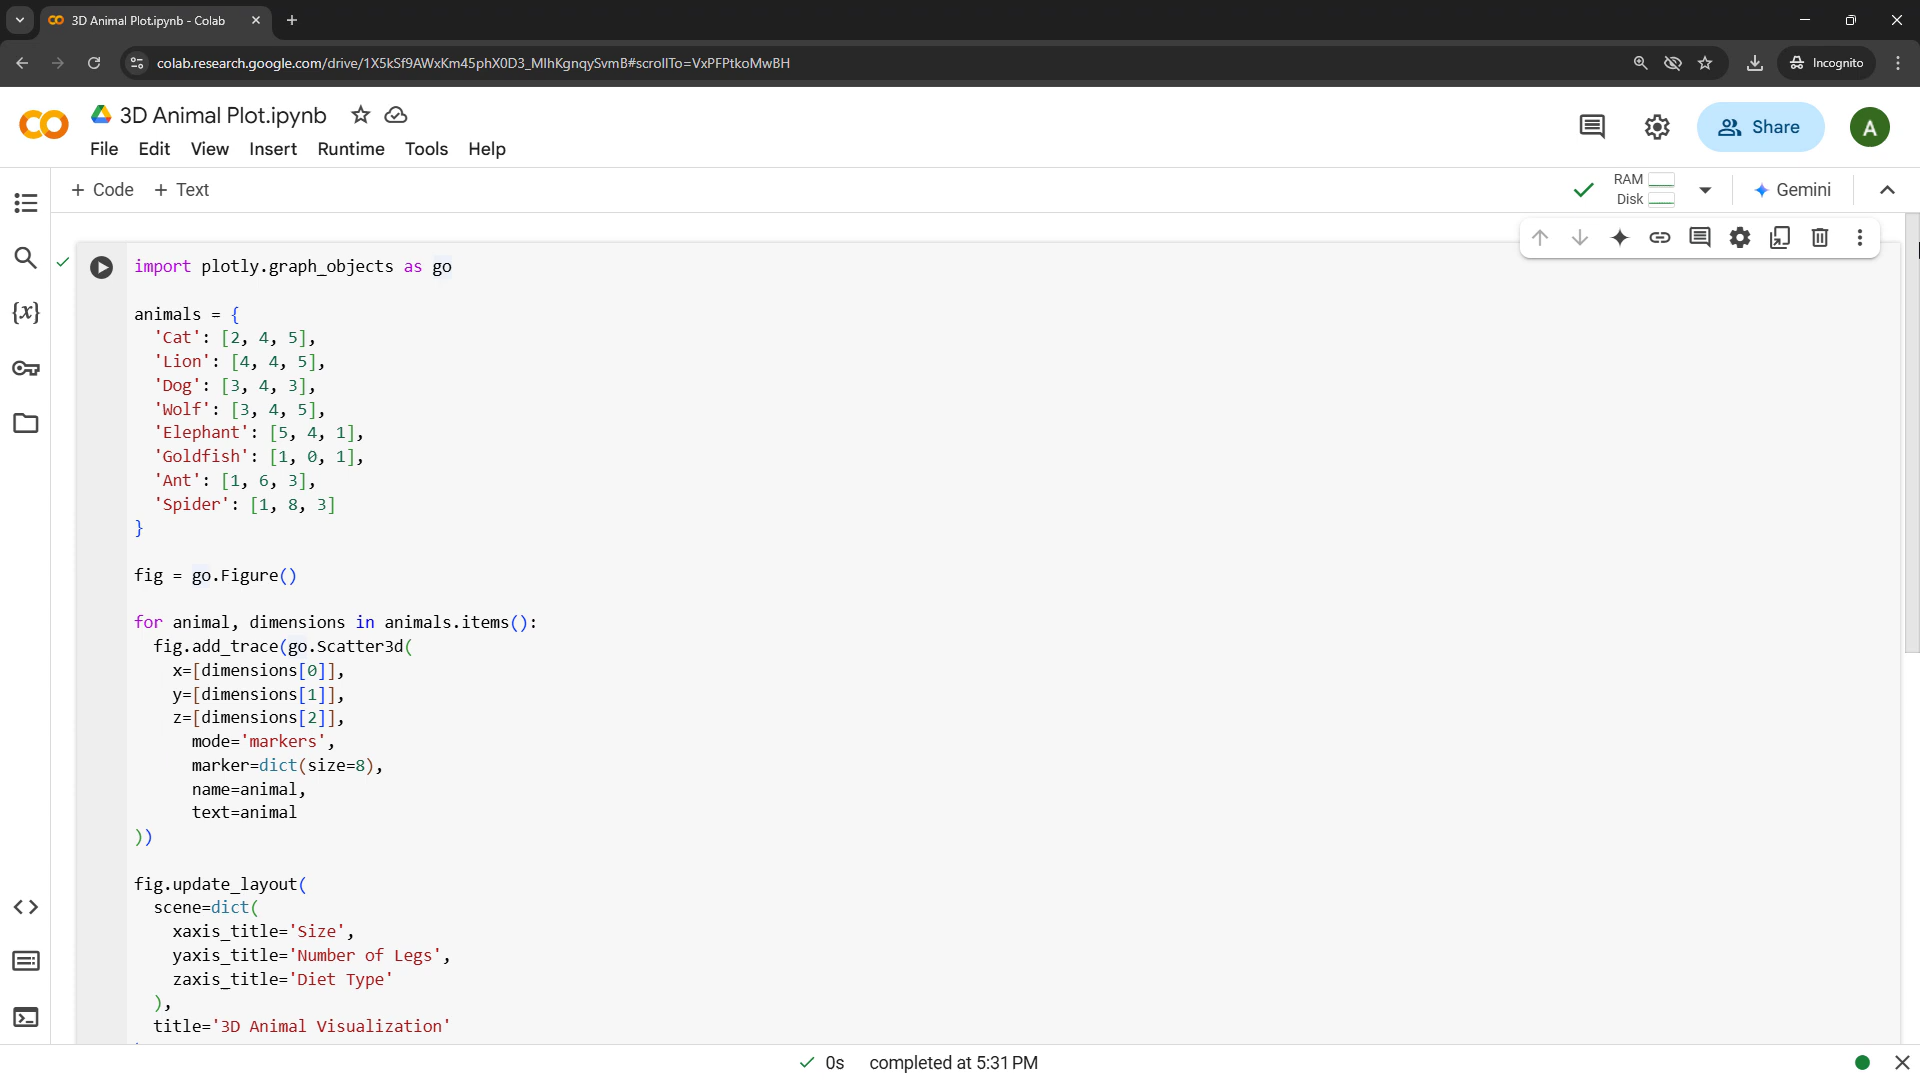 3D Animal Plot.ipynb - Colab
colab.research.google.com/drive/1X5kSf9AWxKm45phX0D3_MIhKgnqySvmB#scrollTo=VxPFPtkoMwBH
Incognito
3D Animal Plot.ipynb
File Edit View Insert Runtime Tools Help
Share
A
+ Code + Text
RAM
Disk
Gemini
import plotly.graph_objects as go
animals = {
'Cat': [2, 4, 5],
'Lion': [4, 4, 5],
'Dog': [3, 4, 3],
'Wolf': [3, 4, 5],
'Elephant': [5, 4, 1],
'Goldfish': [1, 0, 1],
'Ant': [1, 6, 3],
'Spider': [1, 8, 3]
}
fig = go.Figure()
for animal, dimensions in animals.items():
fig.add_trace(go.Scatter3d(
x=[dimensions[0]],
y=[dimensions[1]],
z=[dimensions[2]],
mode='markers',
marker=dict(size=8),
name=animal,
text=animal
))
fig.update_layout(
scene=dict(
xaxis_title='Size',
yaxis_title='Number of Legs',
zaxis_title='Diet Type'
),
title='3D Animal Visualization'
0s completed at 5:31 PM